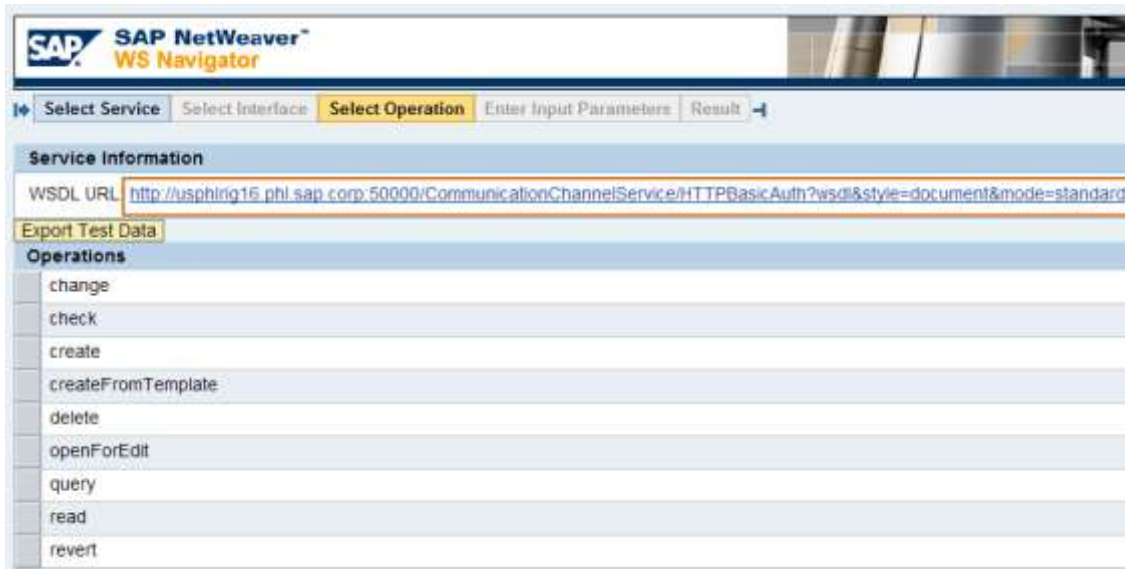 SAP SAP NetWeaver™
WS Navigator
Select Service Select Interface Select Operation Enter Input Parameters Result
Service Information
WSDL URL http://usphlrig16.phl.sap.corp:50000/CommunicationChannelService/HTTPBasicAuth?wsdl&style=document&mode=standard
Export Test Data
Operations
change
check
create
createFromTemplate
delete
openForEdit
query
read
revert